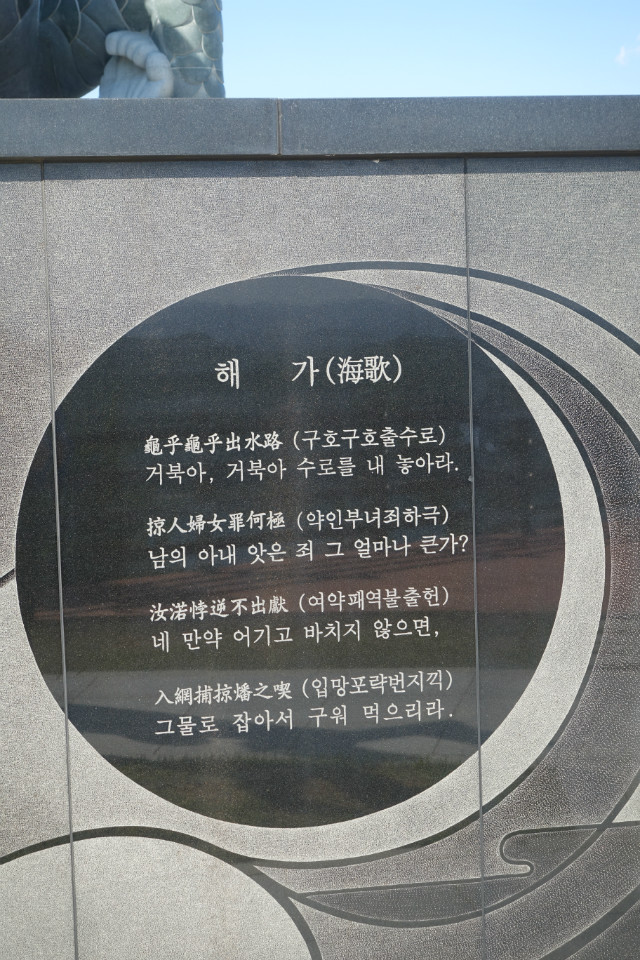 해 가(海歌)
龜乎龜乎出水路 (구호구호출수로)
거북아, 거북아 수로를 내 놓아라.
掠人婦女罪何極 (약인부녀죄하극)
남의 아내 앗은 죄 그 얼마나 큰가?
汝渃悖逆不出獻 (여약패역불출헌)
네 만약 어기고 바치지 않으면,
入網捕掠燔之喫 (입망포략번지끽)
그물로 잡아서 구워 먹으리라.